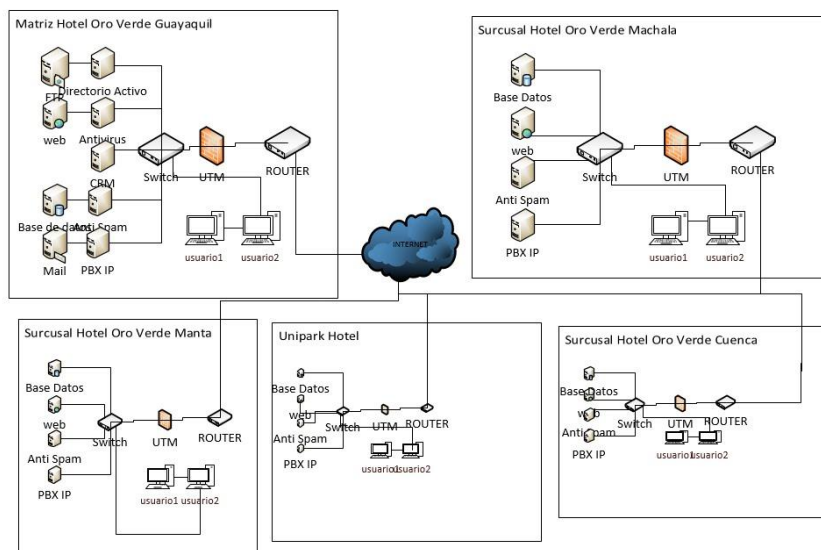 Matriz Hotel Oro Verde Guayaquil
FTP
Directorio Activo
web
Antivirus
CRM
Switch
UTM
ROUTER
Base de datos
Anti Spam
Mail
PBX IP
usuario1
usuario2
Surcusal Hotel Oro Verde Machala
Base Datos
web
Anti Spam
PBX IP
Switch
UTM
ROUTER
usuario1
usuario2
INTERNET
Surcusal Hotel Oro Verde Manta
Base Datos
web
Anti Spam
PBX IP
Switch
UTM
ROUTER
usuario1
usuario2
Unipark Hotel
Base Datos
web
Anti Spam
PBX IP
Switch
UTM
ROUTER
usuario1
usuario2
Surcusal Hotel Oro Verde Cuenca
Base Datos
web
Anti Spam
PBX IP
Switch
UTM
ROUTER
usuario1
usuario2